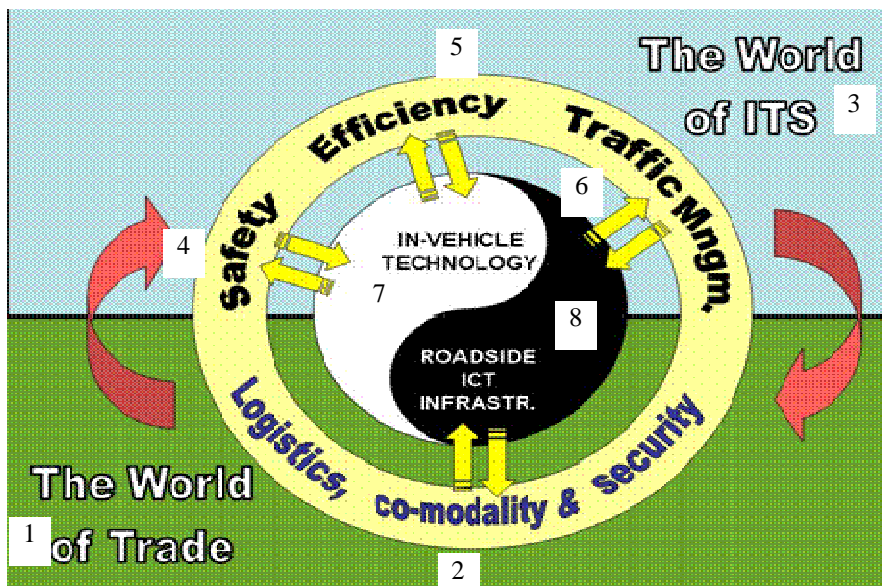 5
The World
of ITS
3
Efficiency
Traffic Mngm.
6
4
Safety
IN-VEHICLE
TECHNOLOGY
7
8
ROADSIDE
ICT
INFRASTR.
Logistics, co-modality & security
The World
of Trade
1
2